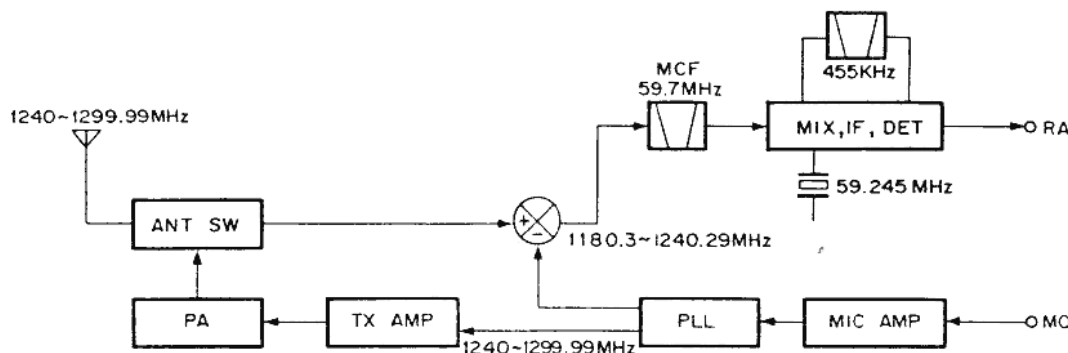 1240~1299.99MHz
MCF
59.7MHz
455KHz
MIX, IF, DET
RA
59.245 MHz
ANT SW
+
-
1180.3~1240.29MHz
PA
TX AMP
PLL
MIC AMP
MC
1240~1299.99MHz